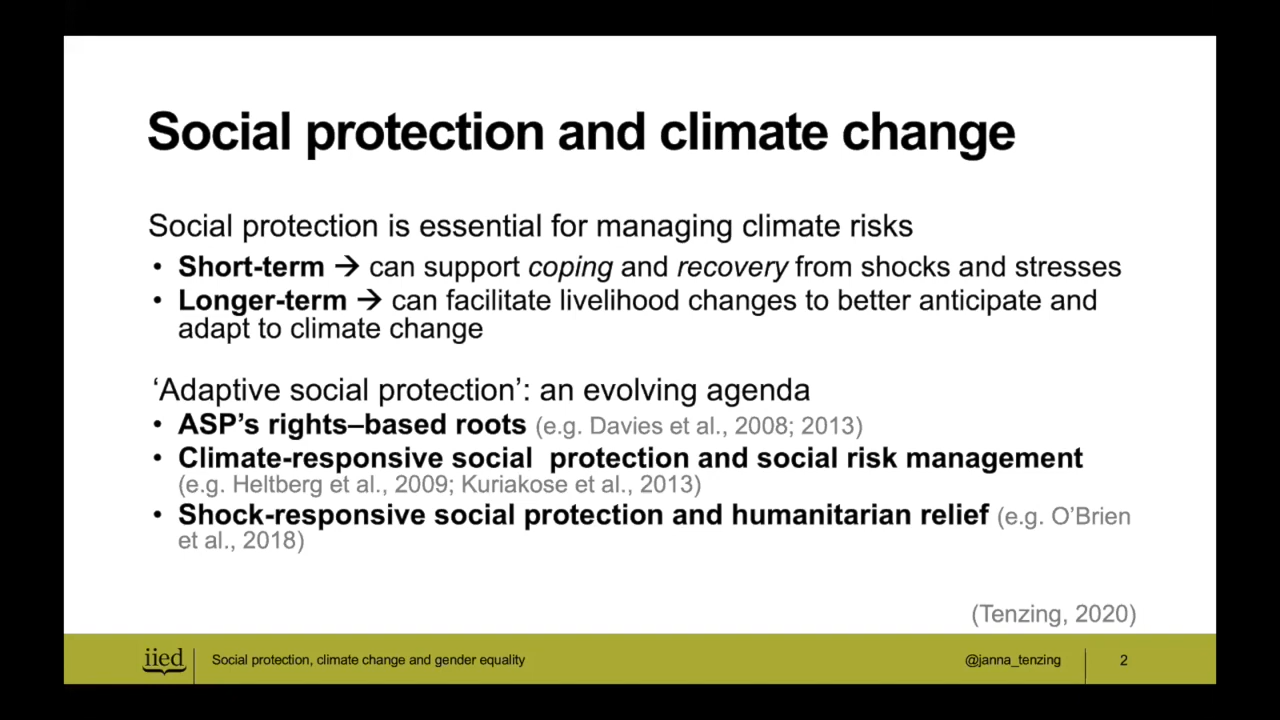 Social protection and climate change
Social protection is essential for managing climate risks
• Short-term → can support coping and recovery from shocks and stresses
• Longer-term → can facilitate livelihood changes to better anticipate and
adapt to climate change
‘Adaptive social protection’: an evolving agenda
• ASP’s rights–based roots (e.g. Davies et al., 2008; 2013)
• Climate-responsive social  protection and social risk management
(e.g. Heltberg et al., 2009; Kuriakose et al., 2013)
• Shock-responsive social protection and humanitarian relief (e.g. O’Brien
et al., 2018)
(Tenzing, 2020)
iied Social protection, climate change and gender equality @janna_tenzing 2